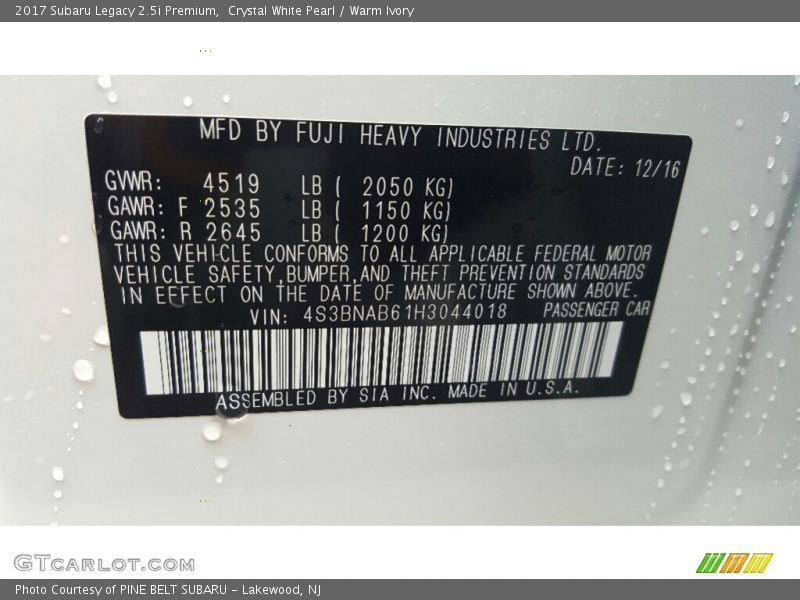 2017 Subaru Legacy 2.5i Premium,  Crystal White Pearl / Warm Ivory
MFD BY FUJI HEAVY INDUSTRIES LTD.
DATE: 12/16
GVWR: 4519 LB ( 2050 KG)
GAWR: F 2535 LB ( 1150 KG)
GAWR: R 2645 LB ( 1200 KG)
THIS VEHICLE CONFORMS TO ALL APPLICABLE FEDERAL MOTOR
VEHICLE SAFETY,BUMPER,AND THEFT PREVENTION STANDARDS
IN EFFECT ON THE DATE OF MANUFACTURE SHOWN ABOVE.
VIN: 4S3BNAB61H3044018 PASSENGER CAR
ASSEMBLED BY SIA INC. MADE IN U.S.A.
GTcarlot.com
Photo Courtesy of PINE BELT SUBARU - Lakewood, NJ